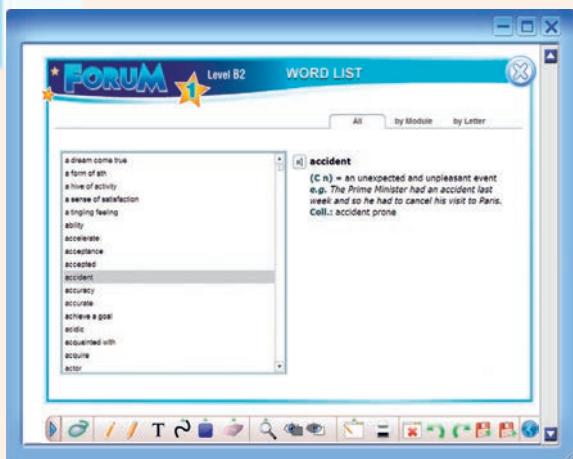 FORUM 1 Level B2 WORD LIST
All by Module by Letter
a dream come true
a form of sth
a hive of activity
a sense of satisfaction
a tingling feeling
ability
accelerate
acceptance
accepted
accident
accuracy
accurate
achieve a goal
acidic
acquainted with
acquire
actor
accident
(C n) = an unexpected and unpleasant event
e.g. The Prime Minister had an accident last
week and so he had to cancel his visit to Paris.
Coll.: accident prone
T